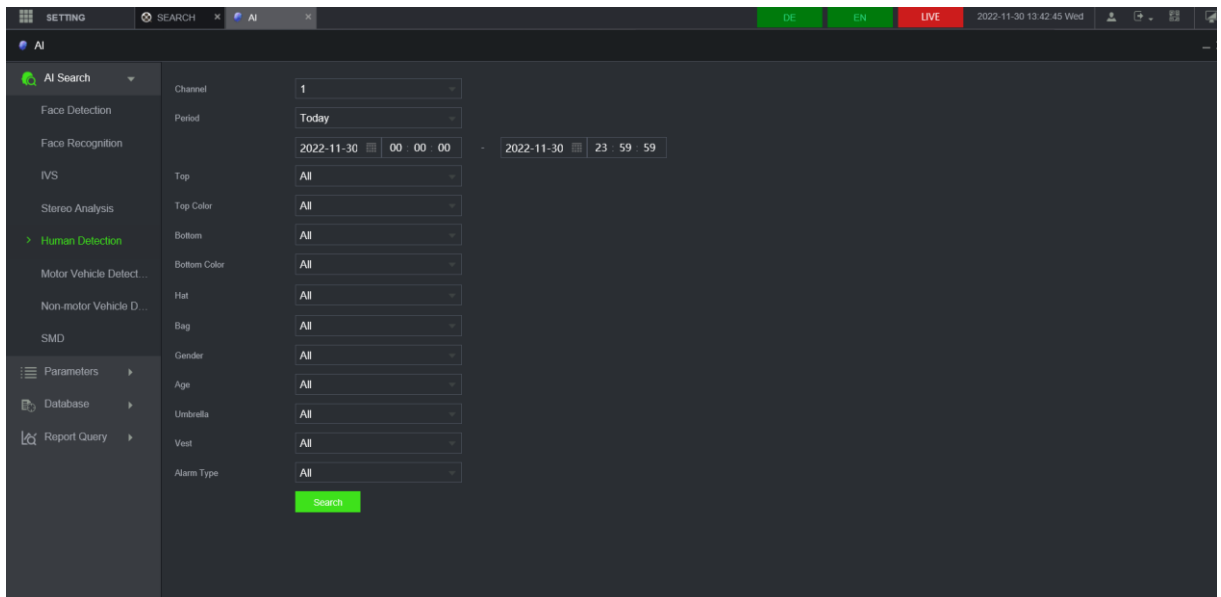 SETTING SEARCH × AI × DE EN LIVE 2022-11-30 13:42:45 Wed
AI
AI Search
Face Detection
Face Recognition
IVS
Stereo Analysis
> Human Detection
Motor Vehicle Detect...
Non-motor Vehicle D...
SMD
Parameters
Database
Report Query
Channel 1
Period Today
2022-11-30 00 : 00 : 00 - 2022-11-30 23 : 59 : 59
Top All
Top Color All
Bottom All
Bottom Color All
Hat All
Bag All
Gender All
Age All
Umbrella All
Vest All
Alarm Type All
Search